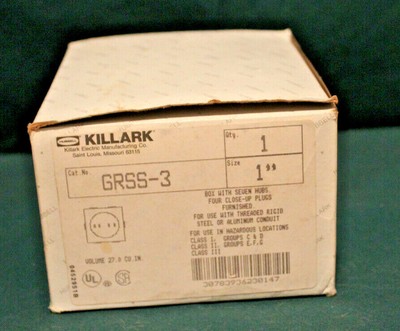 KILLARK
Killark Electric Manufacturing Co.
Saint Louis, Missouri 63115
Qty. 1
Cat. No GRSS-3
Size 1"
BOX WITH SEVEN HUBS
FOUR CLOSE-UP PLUGS
FURNISHED
FOR USE WITH THREADED RIGID
STEEL OR ALUMINUM CONDUIT
FOR USE IN HAZARDOUS LOCATIONS
CLASS I. GROUPS C & D
CLASS II. GROUPS E,F,G
CLASS III
VOLUME 27.0 CU.IN.
UL